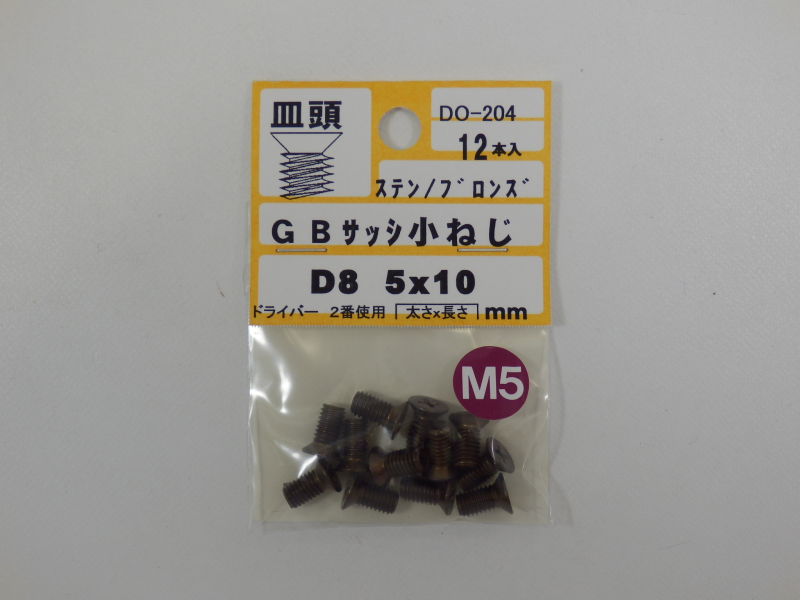 皿頭
DO-204
12本入
ステン/ブロンズ
GBサッシ小ねじ
D8 5x10
ドライバー 2番使用 太さx長さ mm
M5